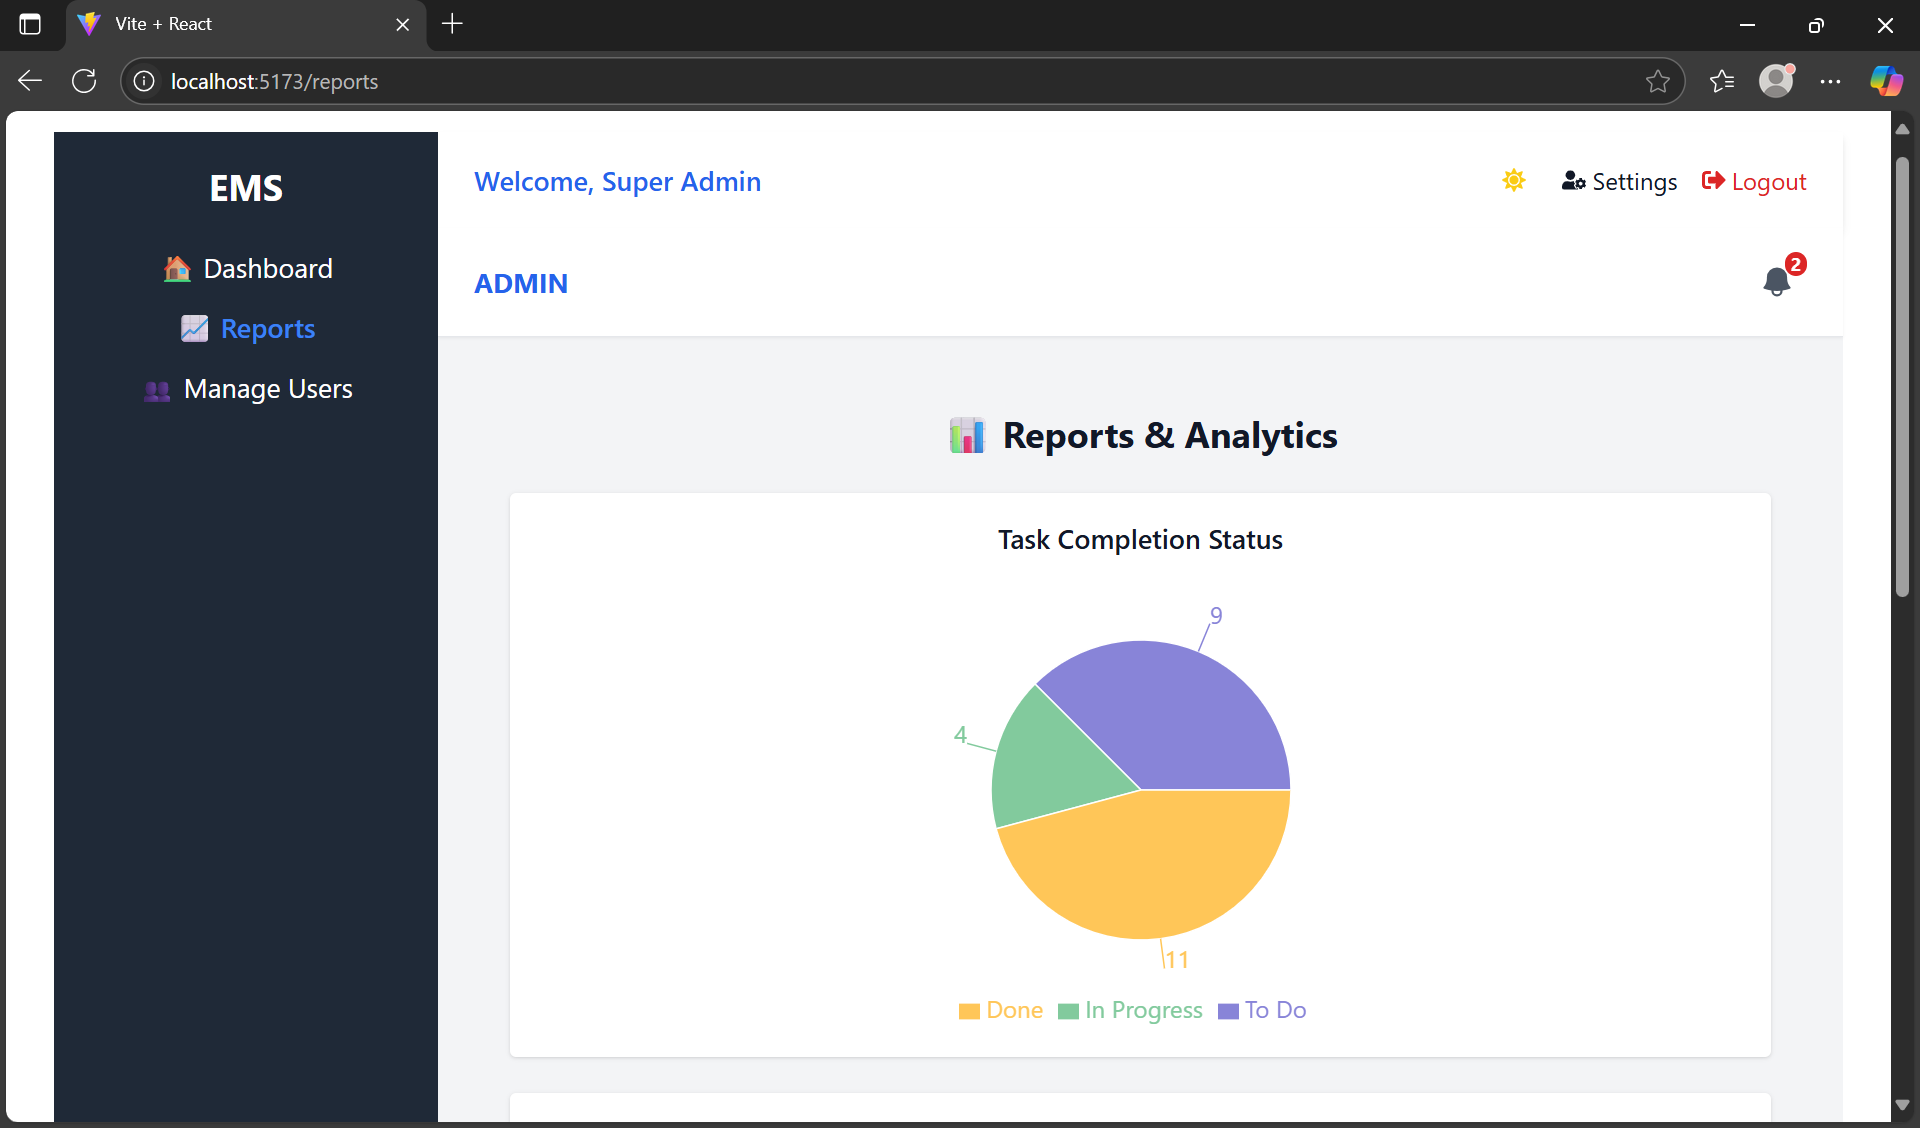 Vite + React
localhost:5173/reports
EMS
Dashboard
Reports
Manage Users
Welcome, Super Admin
Settings
Logout
ADMIN
2
Reports & Analytics
Task Completion Status
9
4
11
Done In Progress To Do